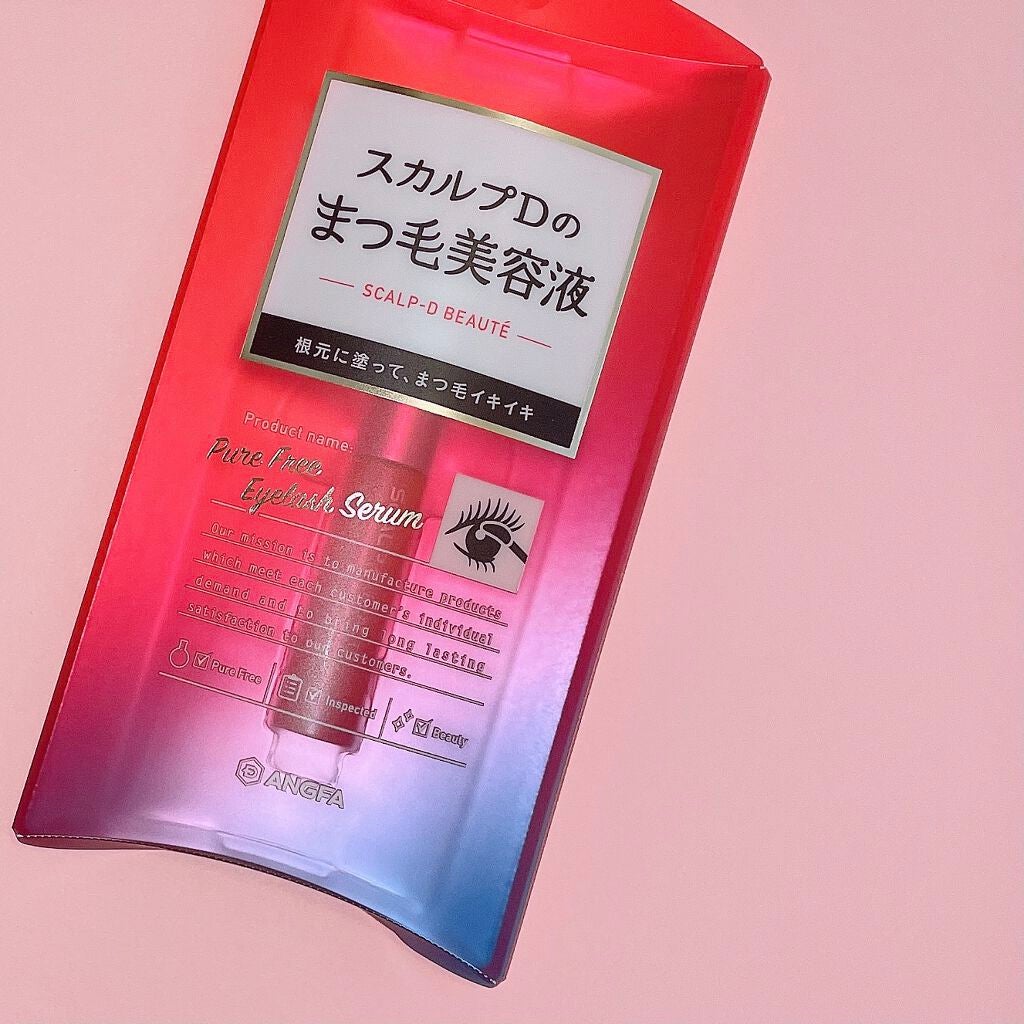 スカルプDの
まつ毛美容液
SCALP-D BEAUTÉ
根元に塗って、まつ毛イキイキ
Product name:
Pure Free
Eyelash Serum
Our mission is to manufacture products
which meet each customer's individual
demand and to bring long lasting
satisfaction to our customers.
Pure Free
Inspected
Beauty
ANGFA